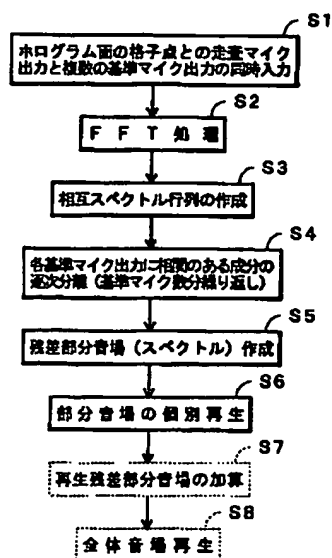 S1
ホログラム面の格子点との走査マイク
出力と複数の基準マイク出力の同時入力
S2
FFT処理
S3
相互スペクトル行列の作成
S4
各基準マイク出力に相関のある成分の
逐次分離（基準マイク数分繰り返し）
S5
残差部分音場（スペクトル）作成
S6
部分音場の個別再生
S7
再生残差部分音場の加算
S8
全体音場再生